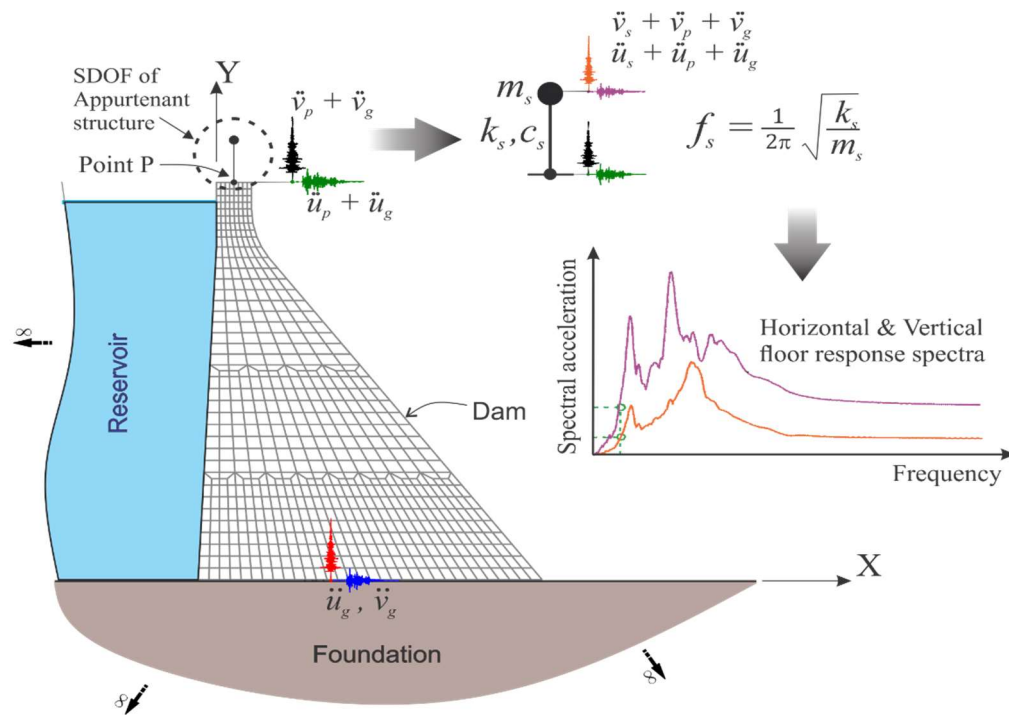 SDOF of
Appurtenant
structure
Point P
Y
v̈ₚ + v̈g
üₚ + üg
v̈ₛ + v̈ₚ + v̈g
üₛ + üₚ + üg
mₛ
kₛ,cₛ
fₛ = 1/2π √kₛ/mₛ
Horizontal & Vertical
floor response spectra
Spectral acceleration
Frequency
Reservoir
∞
Dam
X
üg , v̈g
Foundation
∞
∞